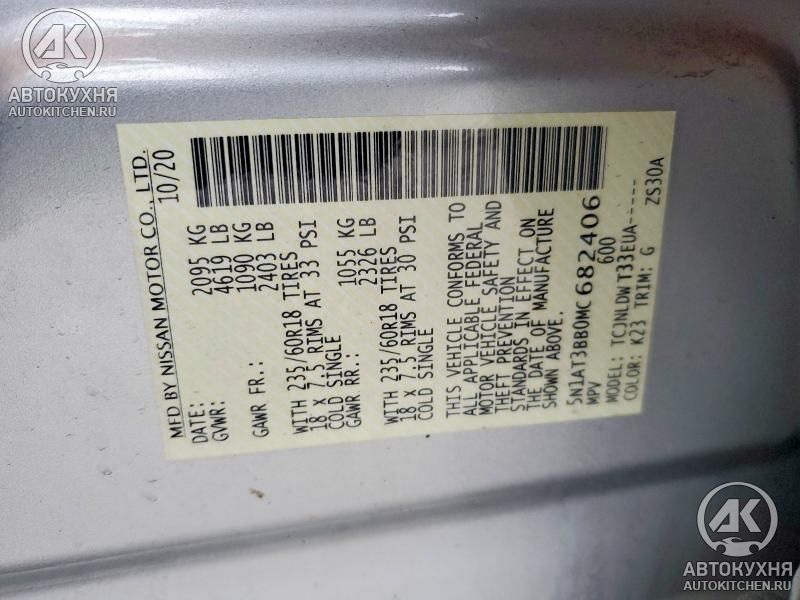 AK
АВТОКУХНЯ
AUTOKITCHEN.RU
MFD BY NISSAN MOTOR CO., LTD.
DATE: 10/20
GVWR: 2095 KG
4619 LB
GAWR FR.: 1090 KG
2403 LB
WITH 235/60R18 TIRES
18 X 7.5 RIMS AT 33 PSI
COLD SINGLE
GAWR RR.: 1055 KG
2326 LB
WITH 235/60R18 TIRES
18 X 7.5 RIMS AT 30 PSI
COLD SINGLE
THIS VEHICLE CONFORMS TO
ALL APPLICABLE FEDERAL
MOTOR VEHICLE SAFETY AND
THEFT PREVENTION
STANDARDS IN EFFECT ON
THE DATE OF MANUFACTURE
SHOWN ABOVE.
5N1AT3BB0MC682406
MPV 600
MODEL: TCJNLDWT33EUA-----
COLOR: K23 TRIM: G ZS30A
AK
АВТОКУХНЯ
AUTOKITCHEN.RU